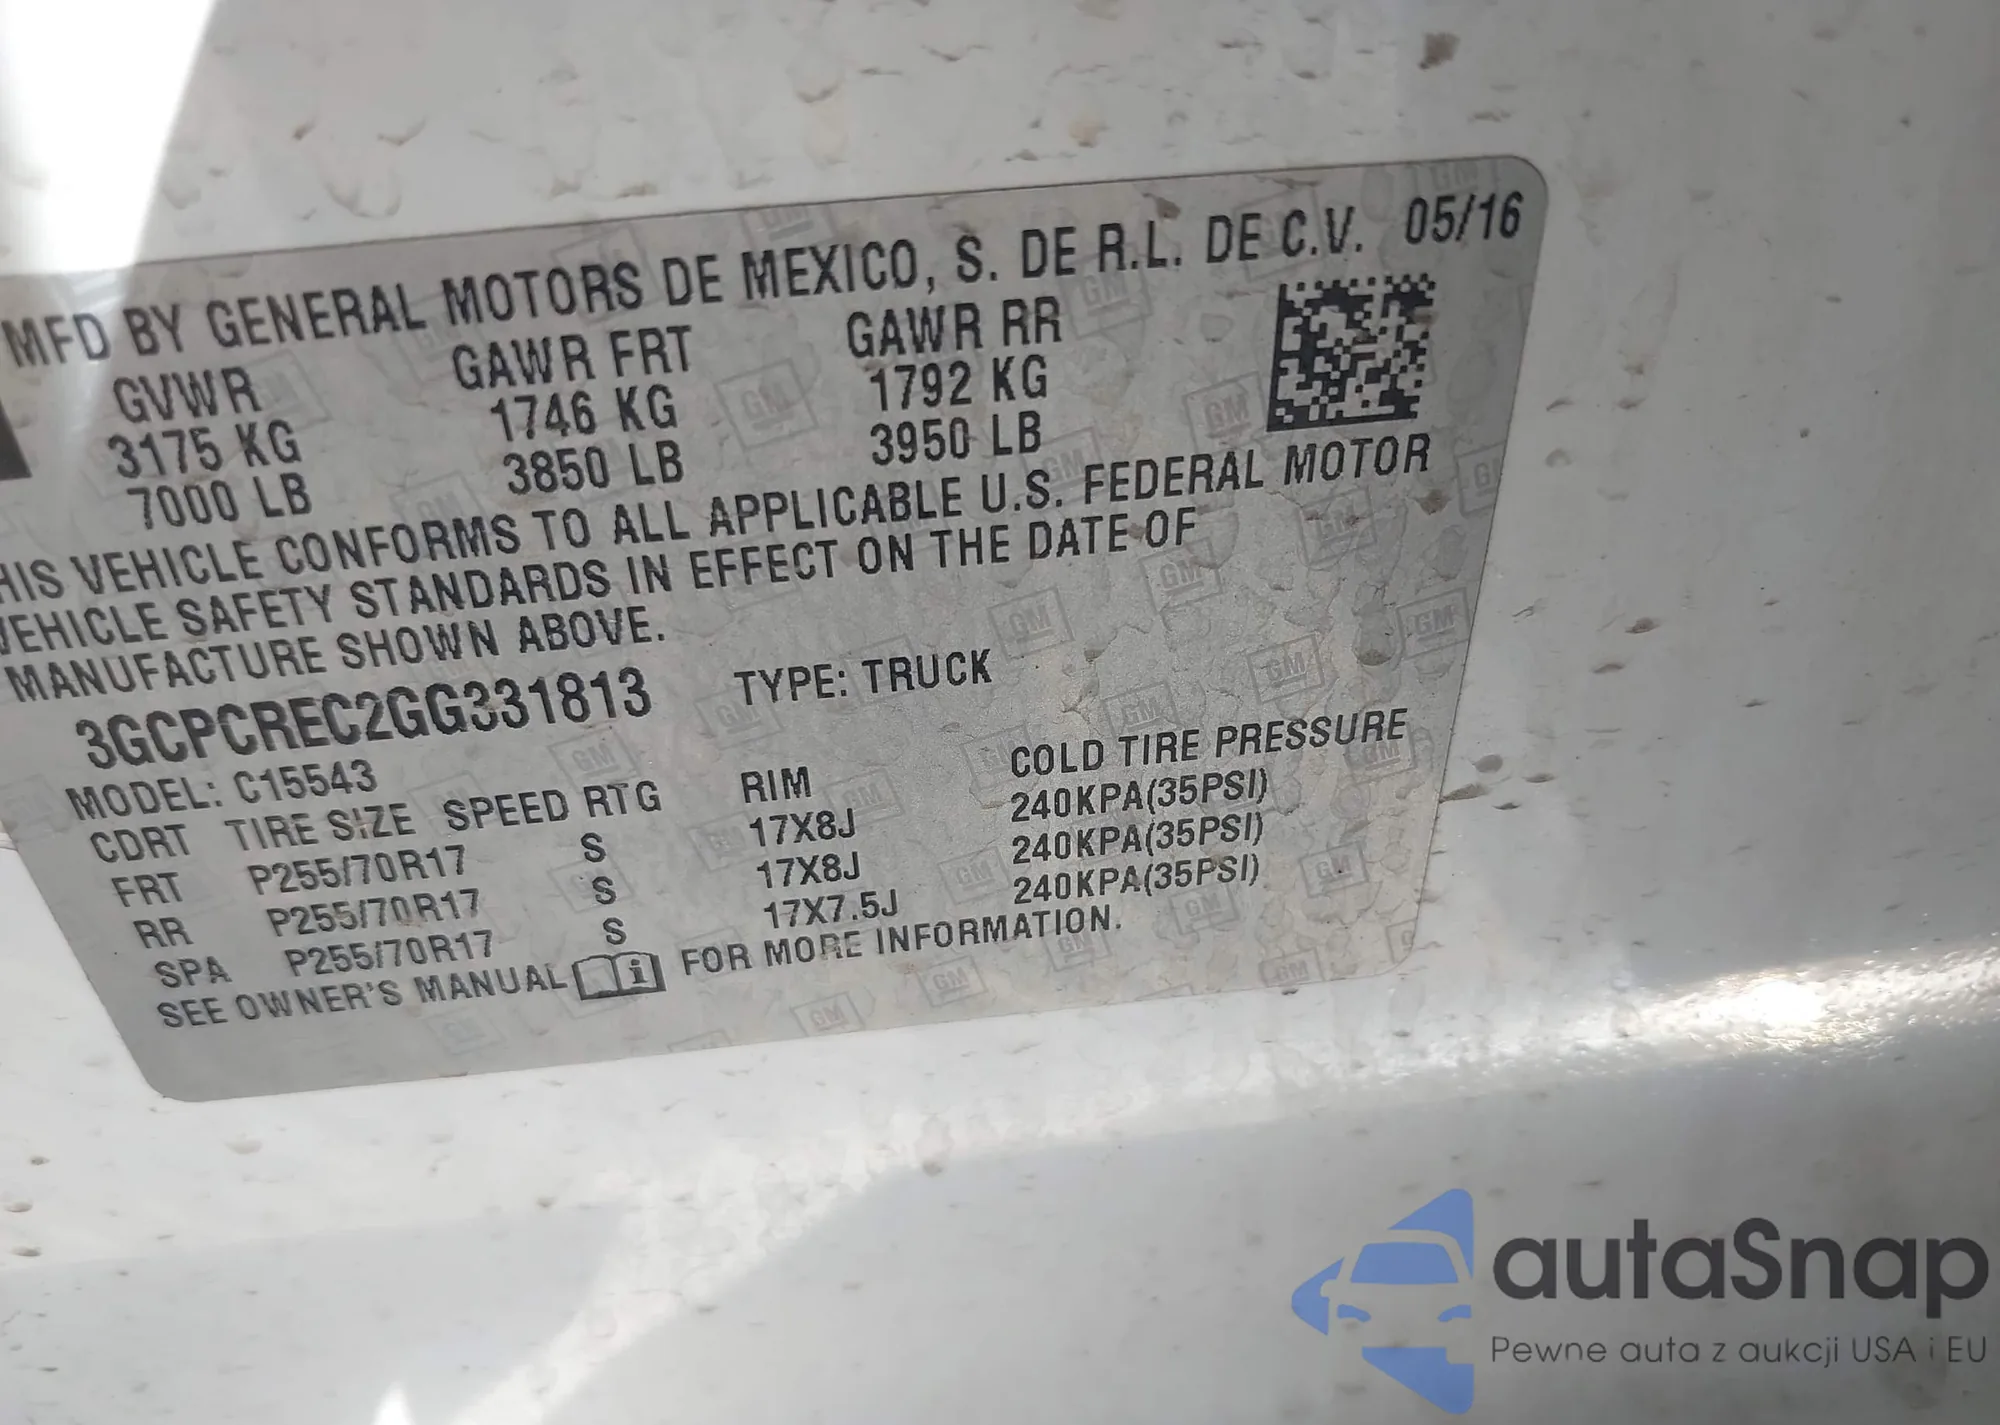 MFD BY GENERAL MOTORS DE MEXICO, S. DE R.L. DE C.V. 05/16
GVWR GAWR FRT GAWR RR
3175 KG 1746 KG 1792 KG
7000 LB 3850 LB 3950 LB
HIS VEHICLE CONFORMS TO ALL APPLICABLE U.S. FEDERAL MOTOR
VEHICLE SAFETY STANDARDS IN EFFECT ON THE DATE OF
MANUFACTURE SHOWN ABOVE.
3GCPCREC2GG331813 TYPE: TRUCK
MODEL: C15543
CDRT TIRE SIZE SPEED RTG RIM COLD TIRE PRESSURE
FRT P255/70R17 S 17X8J 240KPA(35PSI)
RR P255/70R17 S 17X8J 240KPA(35PSI)
SPA P255/70R17 S 17X7.5J 240KPA(35PSI)
SEE OWNER'S MANUAL FOR MORE INFORMATION.
autaSnap
Pewne auta z aukcji USA i EU